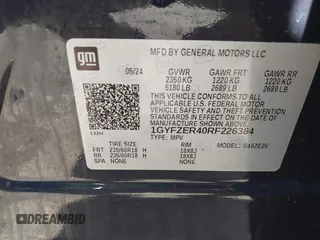 gm
MFD BY GENERAL MOTORS LLC
05/24 GVWR GAWR FRT GAWR RR
2350 KG 1220 KG 1220 KG
5180 LB 2689 LB 2689 LB
THIS VEHICLE CONFORMS TO ALL
APPLICABLE U.S. FEDERAL MOTOR
VEHICLE SAFETY AND THEFT PREVENTION
STANDARDS IN EFFECT ON THE DATE OF
MANUFACTURE SHOWN ABOVE.
1GYFZER40RF226384
TYPE: MPV
TIRE SIZE RIM
FRT 235/60R18 H 18X8J
RR 235/60R18 H 18X8J
SPA NONE NONE
MODEL:
DREAMBID